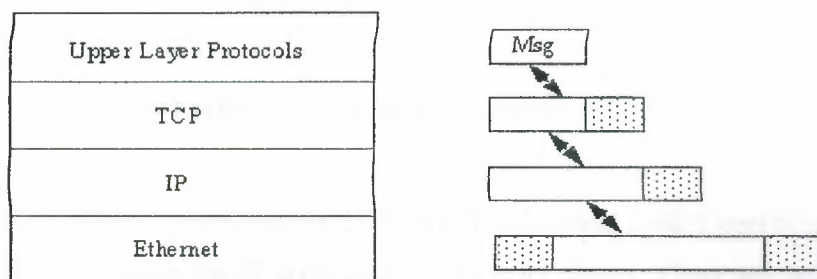 Upper Layer Protocols
Msg
TCP
IP
Ethernet